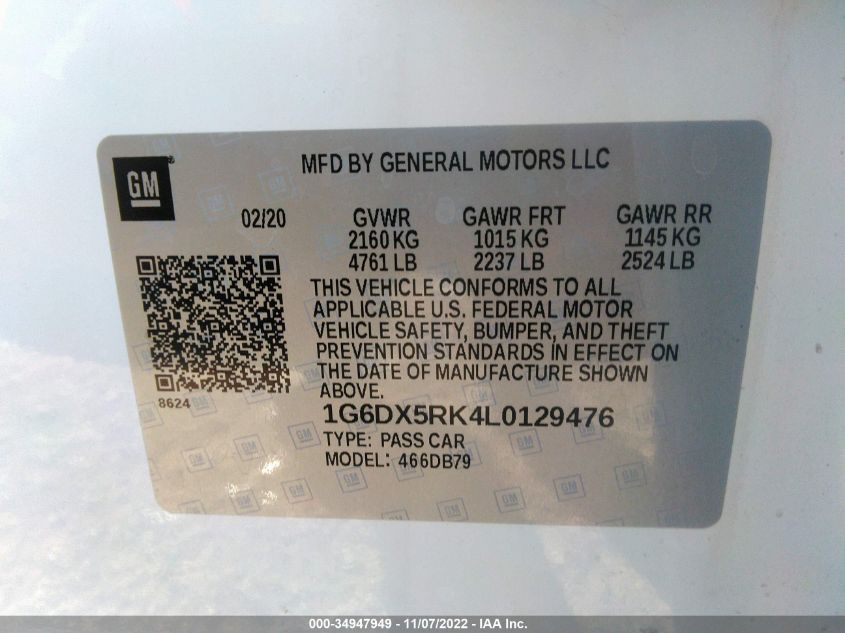 MFD BY GENERAL MOTORS LLC
GM
02/20 GVWR GAWR FRT GAWR RR
2160 KG 1015 KG 1145 KG
4761 LB 2237 LB 2524 LB
THIS VEHICLE CONFORMS TO ALL
APPLICABLE U.S. FEDERAL MOTOR
VEHICLE SAFETY, BUMPER, AND THEFT
PREVENTION STANDARDS IN EFFECT ON
THE DATE OF MANUFACTURE SHOWN
ABOVE.
8624
1G6DX5RK4L0129476
TYPE: PASS CAR
MODEL: 466DB79
000-34947949 - 11/07/2022 - IAA Inc.